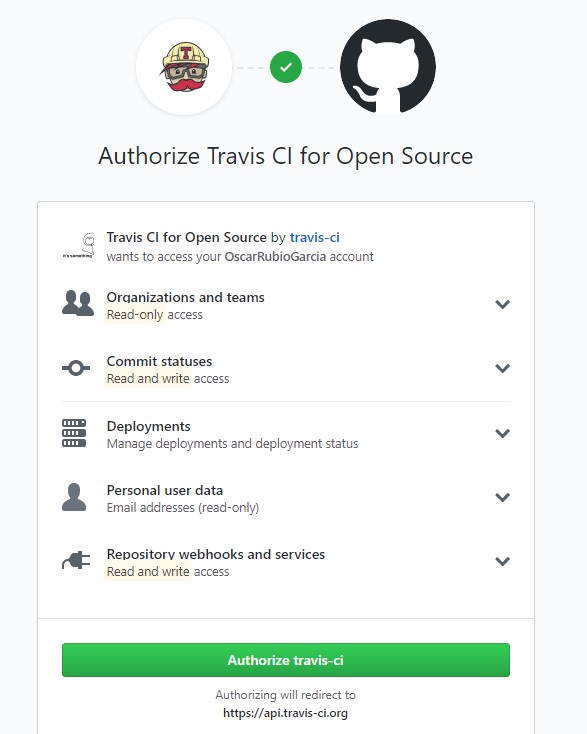 T
Authorize Travis CI for Open Source
Travis CI for Open Source by travis-ci
it's something
wants to access your OscarRubioGarcia account
Organizations and teams
Read-only access
Commit statuses
Read and write access
Deployments
Manage deployments and deployment status
Personal user data
Email addresses (read-only)
Repository webhooks and services
Read and write access
Authorize travis-ci
Authorizing will redirect to
https://api.travis-ci.org